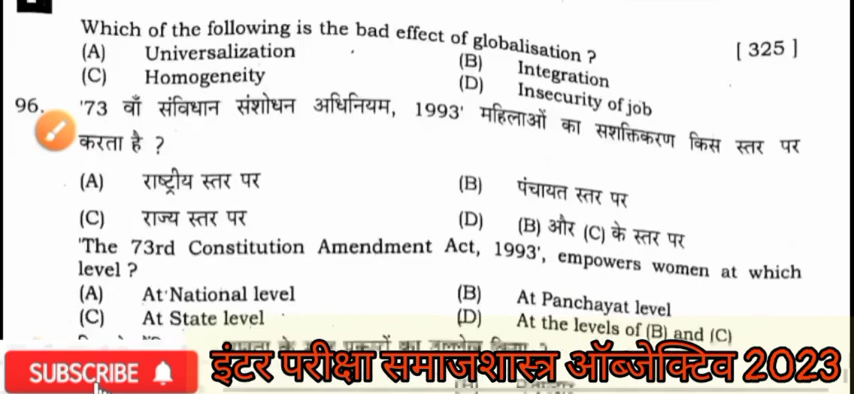 Which of the following is the bad effect of globalisation ? [ 325 ]
(A) Universalization (B) Integration
(C) Homogeneity (D) Insecurity of job
96. '73 वाँ संविधान संशोधन अधिनियम, 1993' महिलाओं का सशक्तिकरण किस स्तर पर
करता है ?
(A) राष्ट्रीय स्तर पर (B) पंचायत स्तर पर
(C) राज्य स्तर पर (D) (B) और (C) के स्तर पर
'The 73rd Constitution Amendment Act, 1993', empowers women at which
level ?
(A) At National level (B) At Panchayat level
(C) At State level (D) At the levels of (B) and (C)
SUBSCRIBE
इंटर परीक्षा समाजशास्त्र ऑब्जेक्टिव 2023